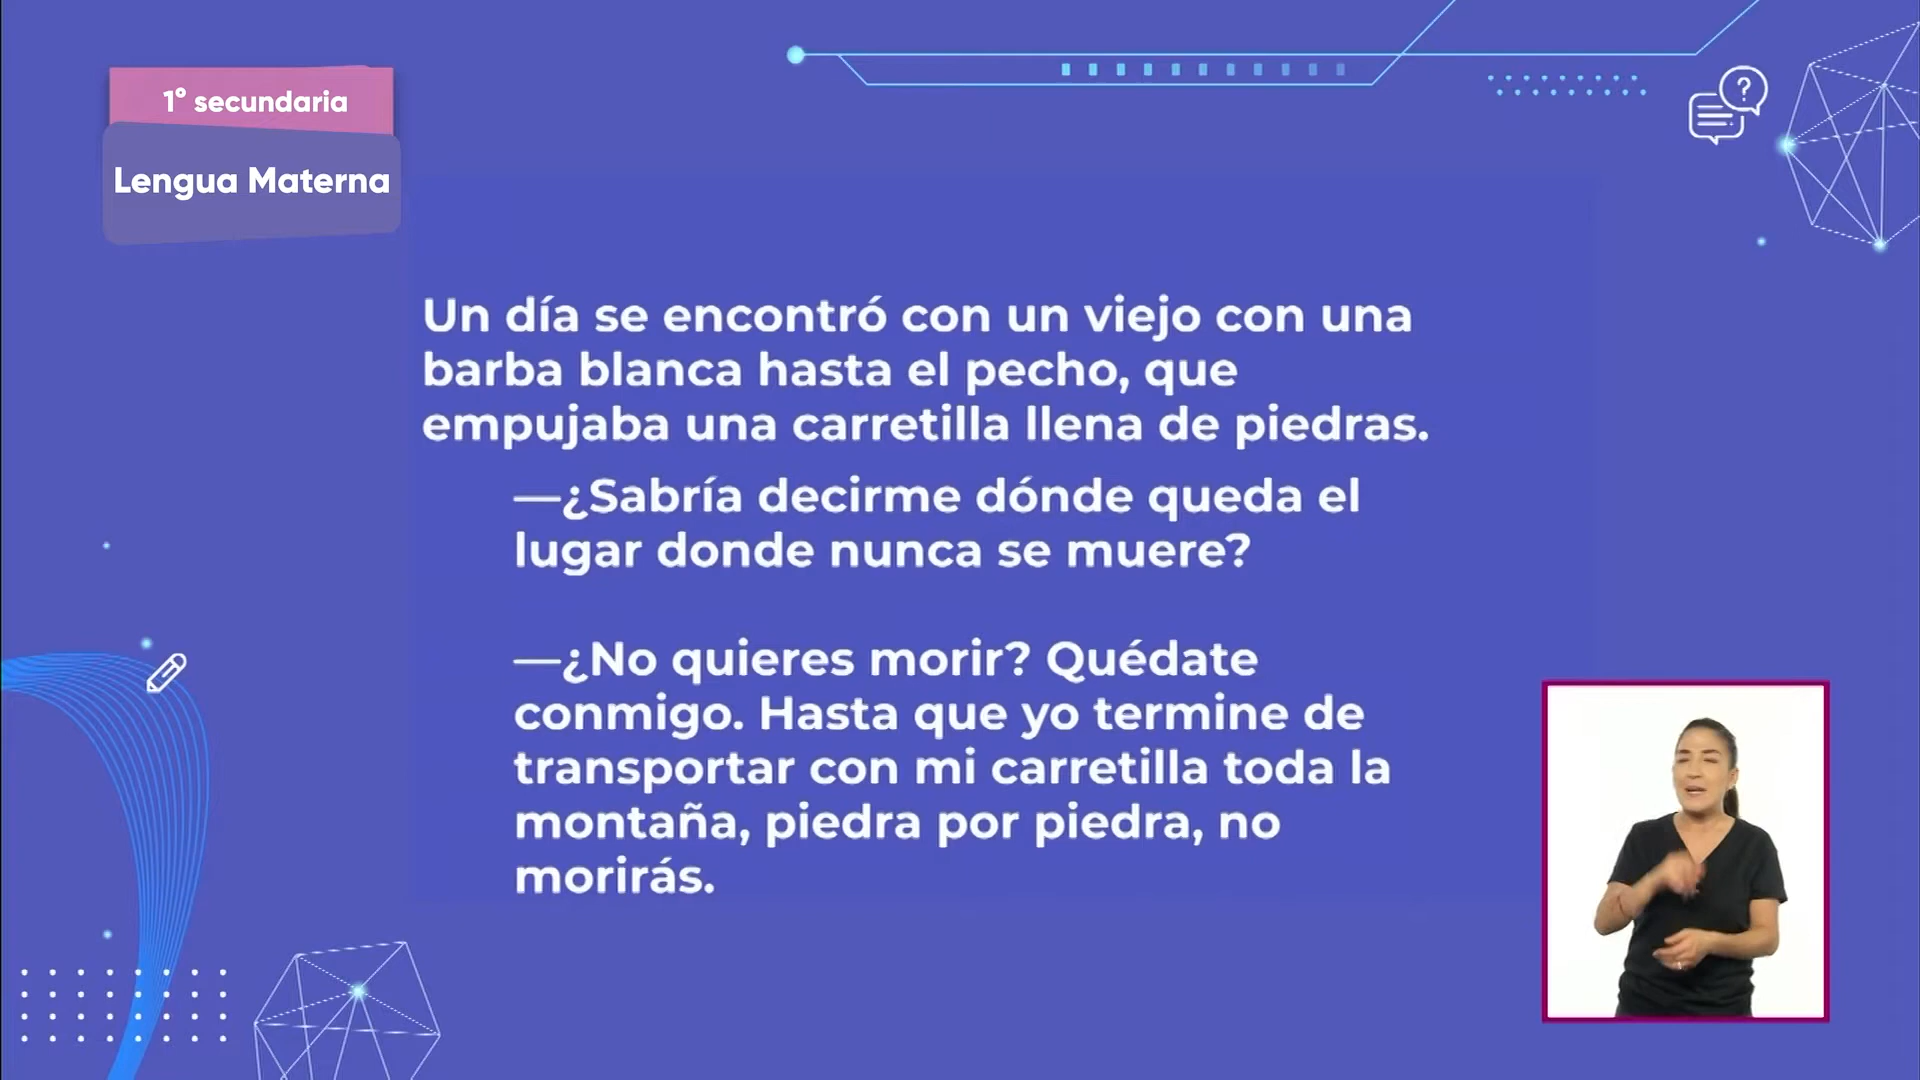 1° secundaria
Lengua Materna
Un día se encontró con un viejo con una
barba blanca hasta el pecho, que
empujaba una carretilla llena de piedras.
—¿Sabría decirme dónde queda el
lugar donde nunca se muere?
—¿No quieres morir? Quédate
conmigo. Hasta que yo termine de
transportar con mi carretilla toda la
montaña, piedra por piedra, no
morirás.